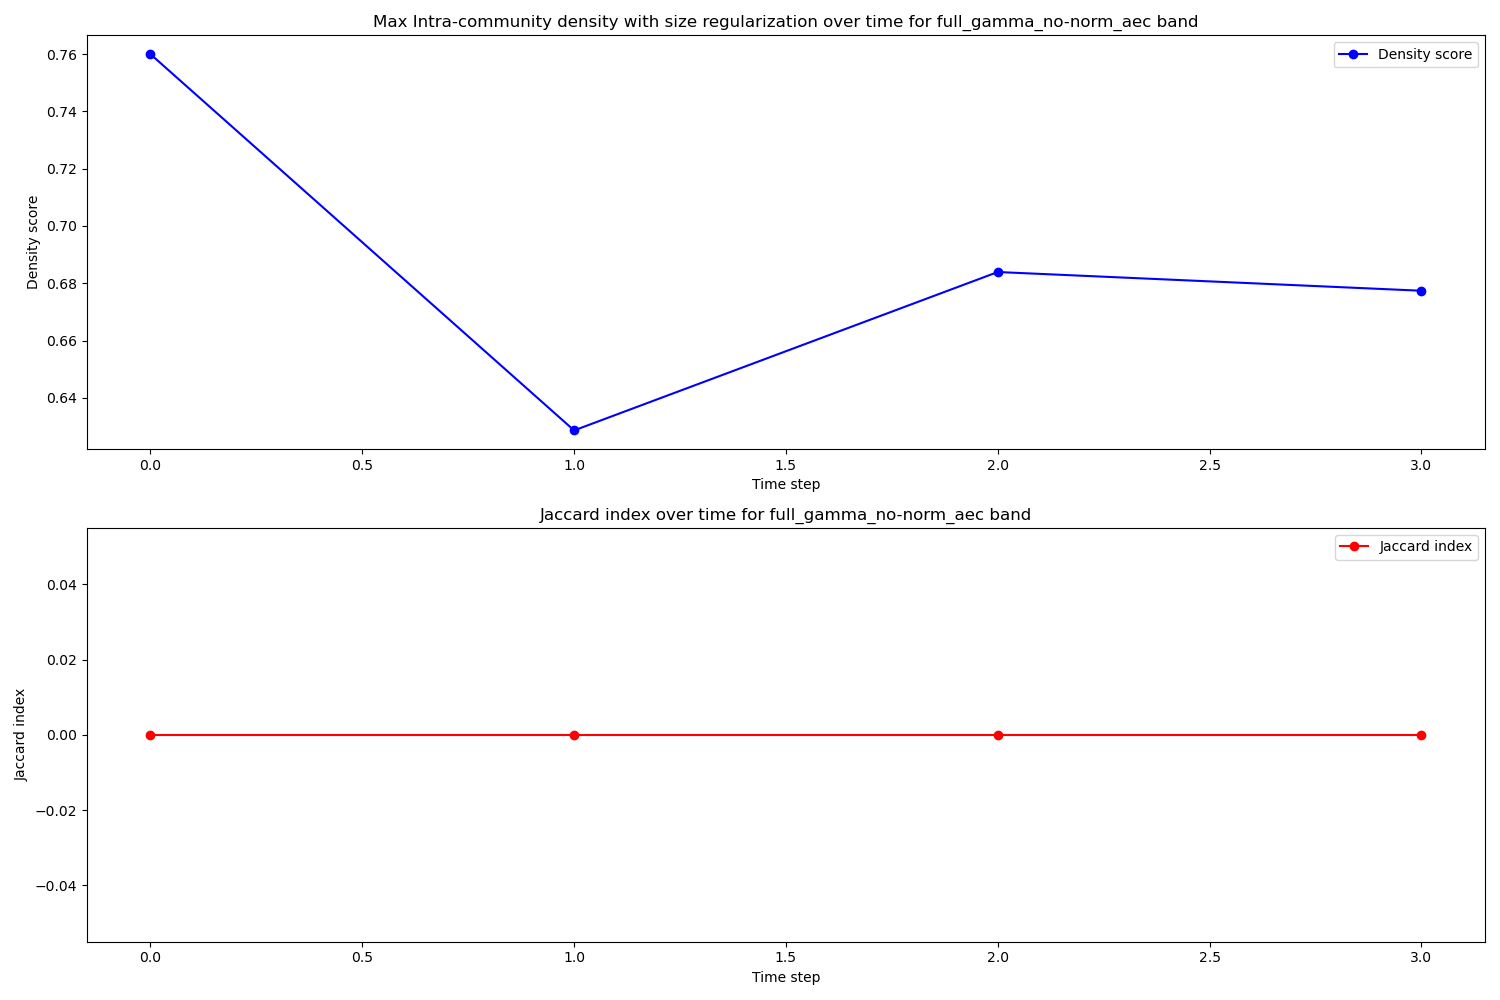 Max Intra-community density with size regularization over time for full_gamma_no-norm_aec band
Density score
0.76
0.74
0.72
0.70
0.68
0.66
0.64
Density score
0.0 0.5 1.0 1.5 2.0 2.5 3.0
Time step
Jaccard index over time for full_gamma_no-norm_aec band
Jaccard index
0.04
0.02
0.00
−0.02
−0.04
Jaccard index
0.0 0.5 1.0 1.5 2.0 2.5 3.0
Time step